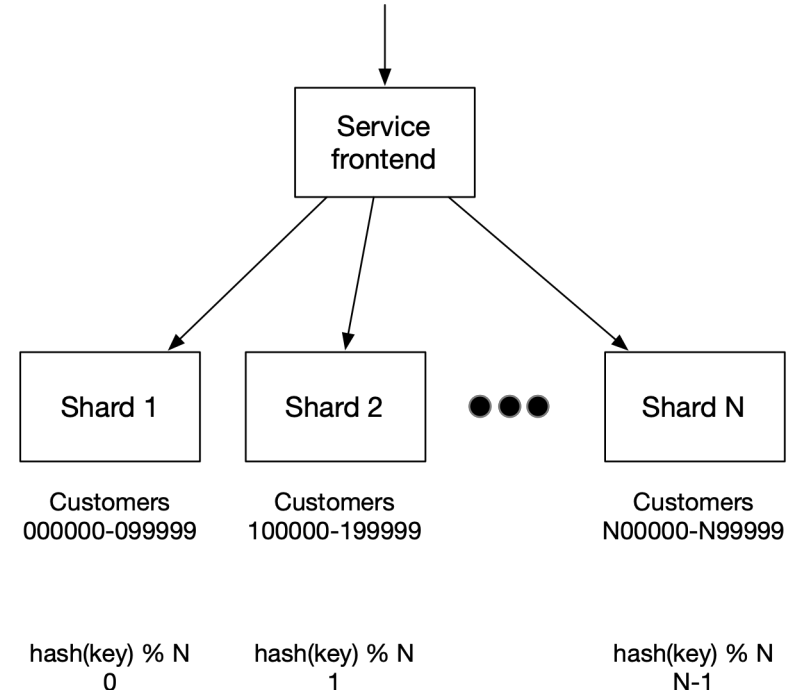 Service
frontend
Shard 1
Shard 2
Shard N
Customers
000000-099999
Customers
100000-199999
Customers
N00000-N99999
hash(key) % N
0
hash(key) % N
1
hash(key) % N
N-1